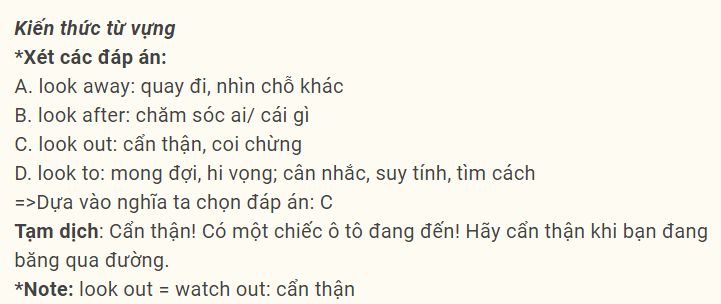 Kiến thức từ vựng
*Xét các đáp án:
A. look away: quay đi, nhìn chỗ khác
B. look after: chăm sóc ai/ cái gì
C. look out: cẩn thận, coi chừng
D. look to: mong đợi, hi vọng; cân nhắc, suy tính, tìm cách
=>Dựa vào nghĩa ta chọn đáp án: C
Tạm dịch: Cẩn thận! Có một chiếc ô tô đang đến! Hãy cẩn thận khi bạn đang
băng qua đường.
*Note: look out = watch out: cẩn thận